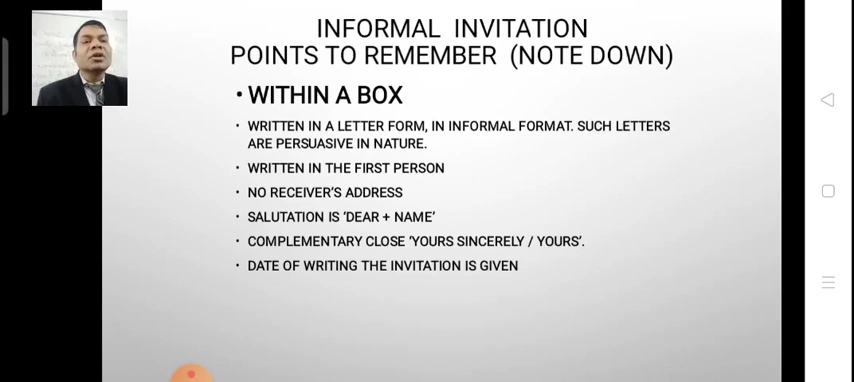 INFORMAL INVITATION
POINTS TO REMEMBER (NOTE DOWN)
• WITHIN A BOX
• WRITTEN IN A LETTER FORM, IN INFORMAL FORMAT. SUCH LETTERS
ARE PERSUASIVE IN NATURE.
• WRITTEN IN THE FIRST PERSON
• NO RECEIVER'S ADDRESS
• SALUTATION IS 'DEAR + NAME'
• COMPLEMENTARY CLOSE 'YOURS SINCERELY / YOURS'.
• DATE OF WRITING THE INVITATION IS GIVEN